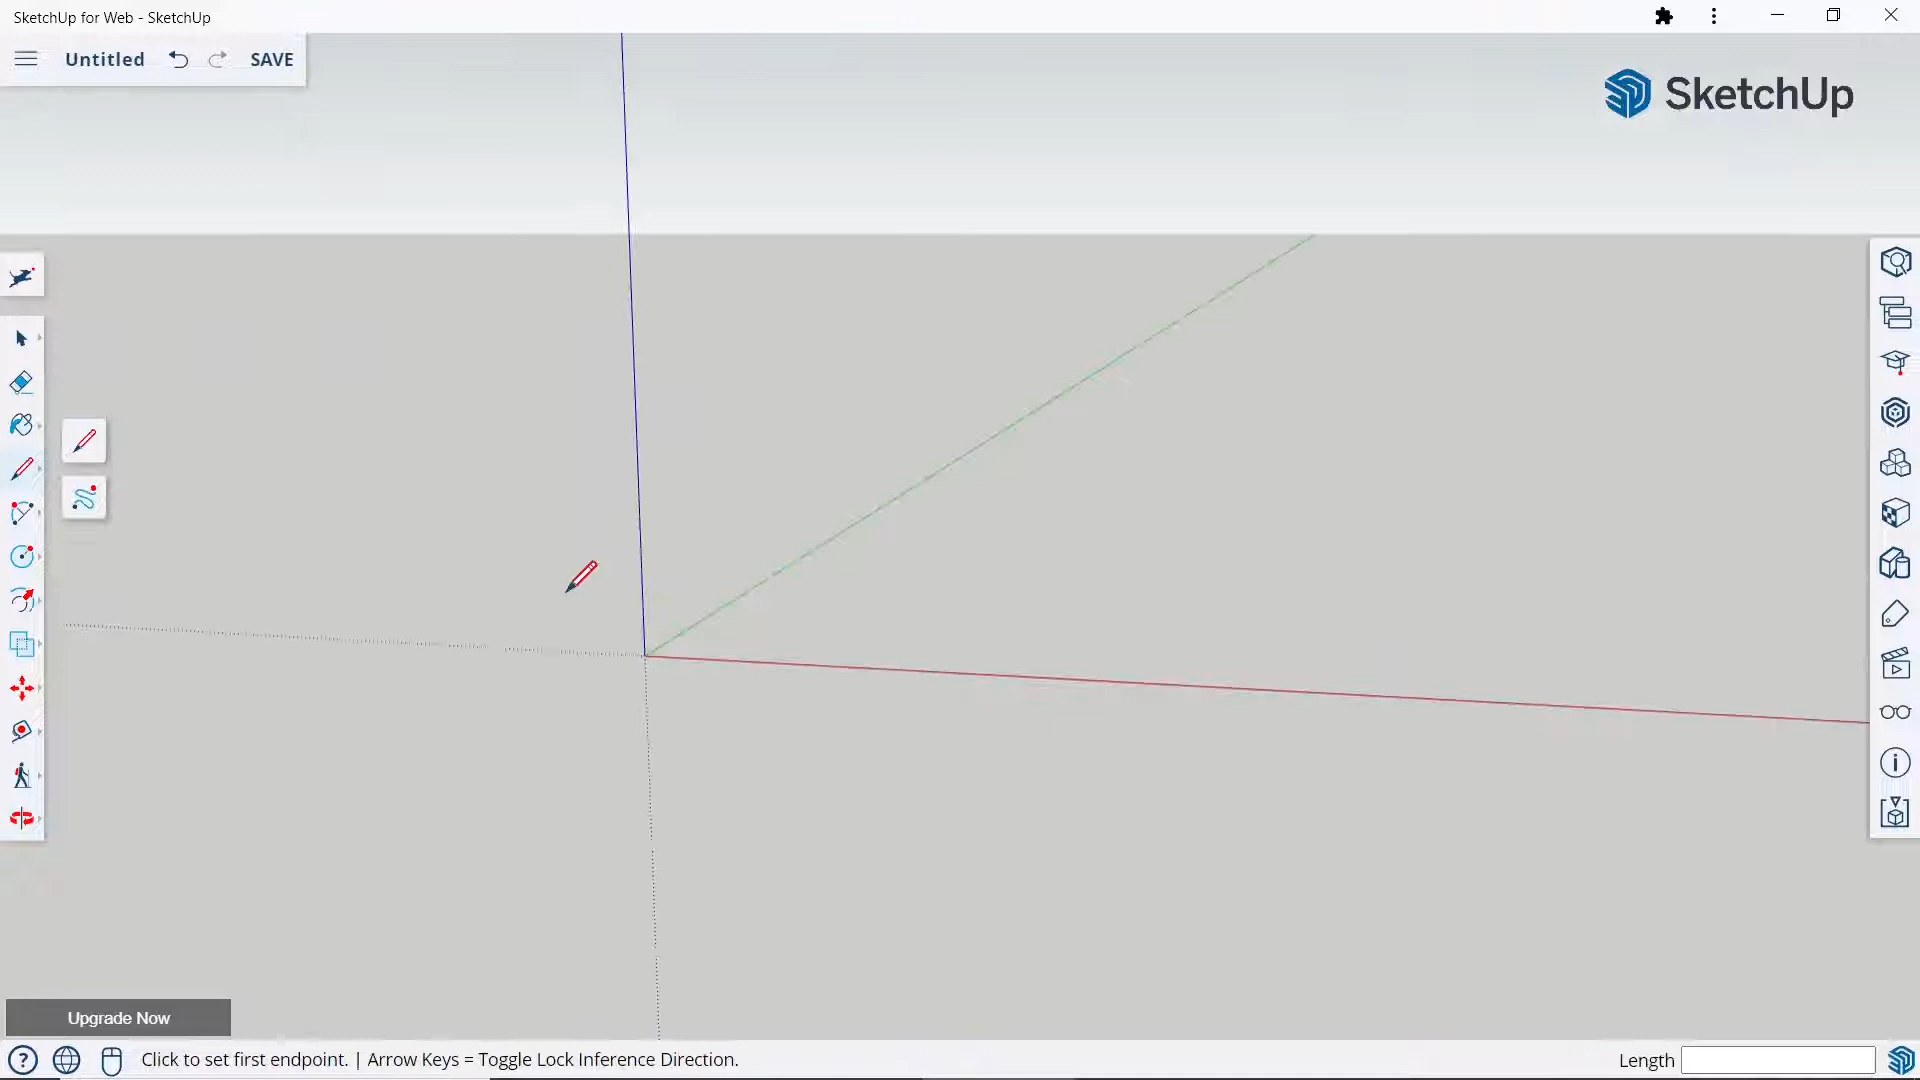 SketchUp for Web - SketchUp
Untitled SAVE
SketchUp
Upgrade Now
Click to set first endpoint. | Arrow Keys = Toggle Lock Inference Direction.
Length